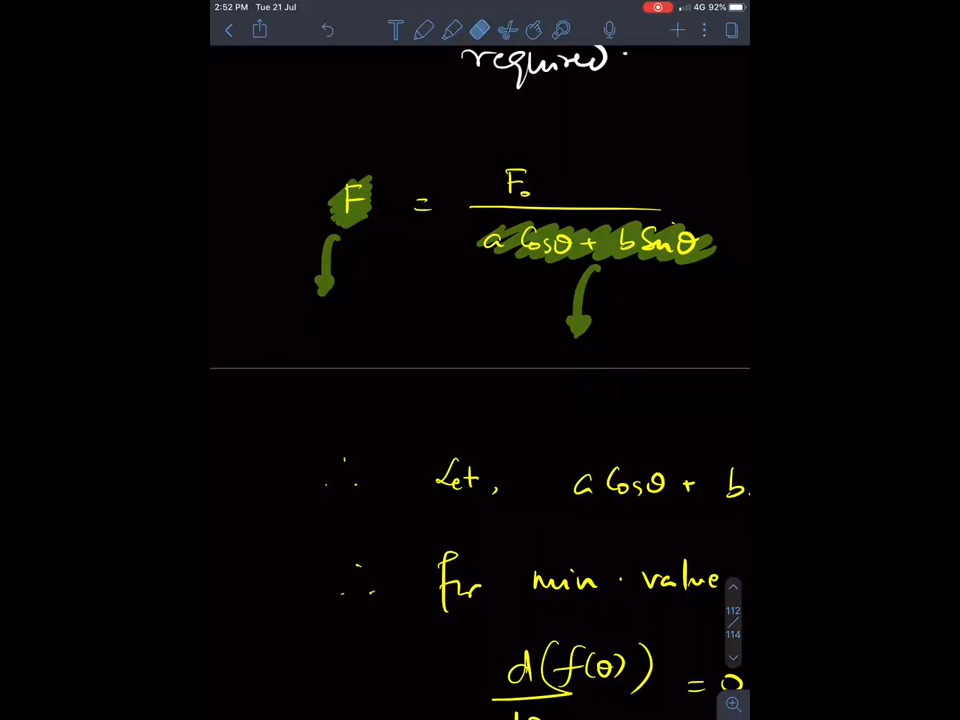 2:52 PM Tue 21 Jul 4G 92%
T
required.
F = F₀ / (a Cosθ + b Sinθ)
∴ Let, a Cosθ + b
∴ for min. value
d(f(θ)) = 0
112
114